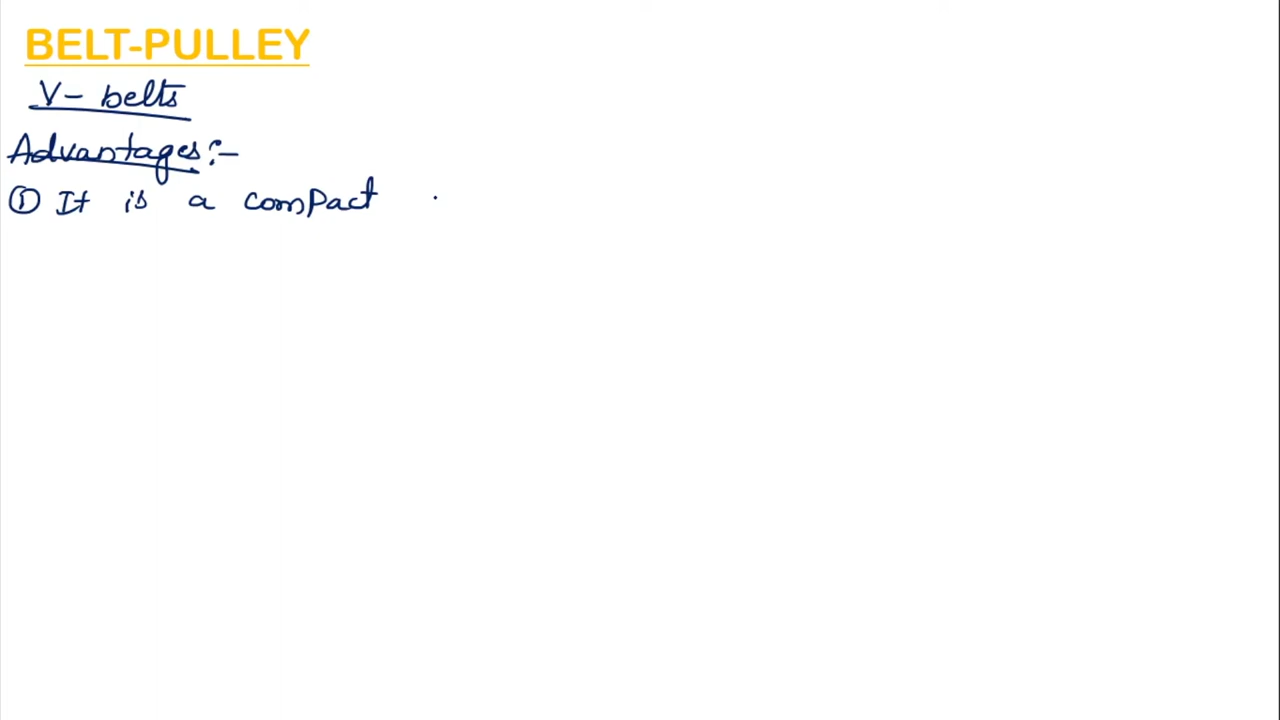 BELT-PULLEY
V- belts
Advantages:-
① It is a compact